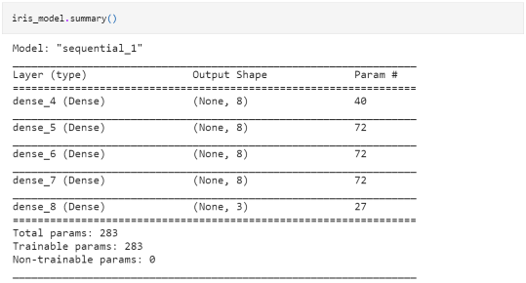 iris_model.summary()
Model: "sequential_1"
Layer (type) Output Shape Param #
dense_4 (Dense) (None, 8) 40
dense_5 (Dense) (None, 8) 72
dense_6 (Dense) (None, 8) 72
dense_7 (Dense) (None, 8) 72
dense_8 (Dense) (None, 3) 27
Total params: 283
Trainable params: 283
Non-trainable params: 0